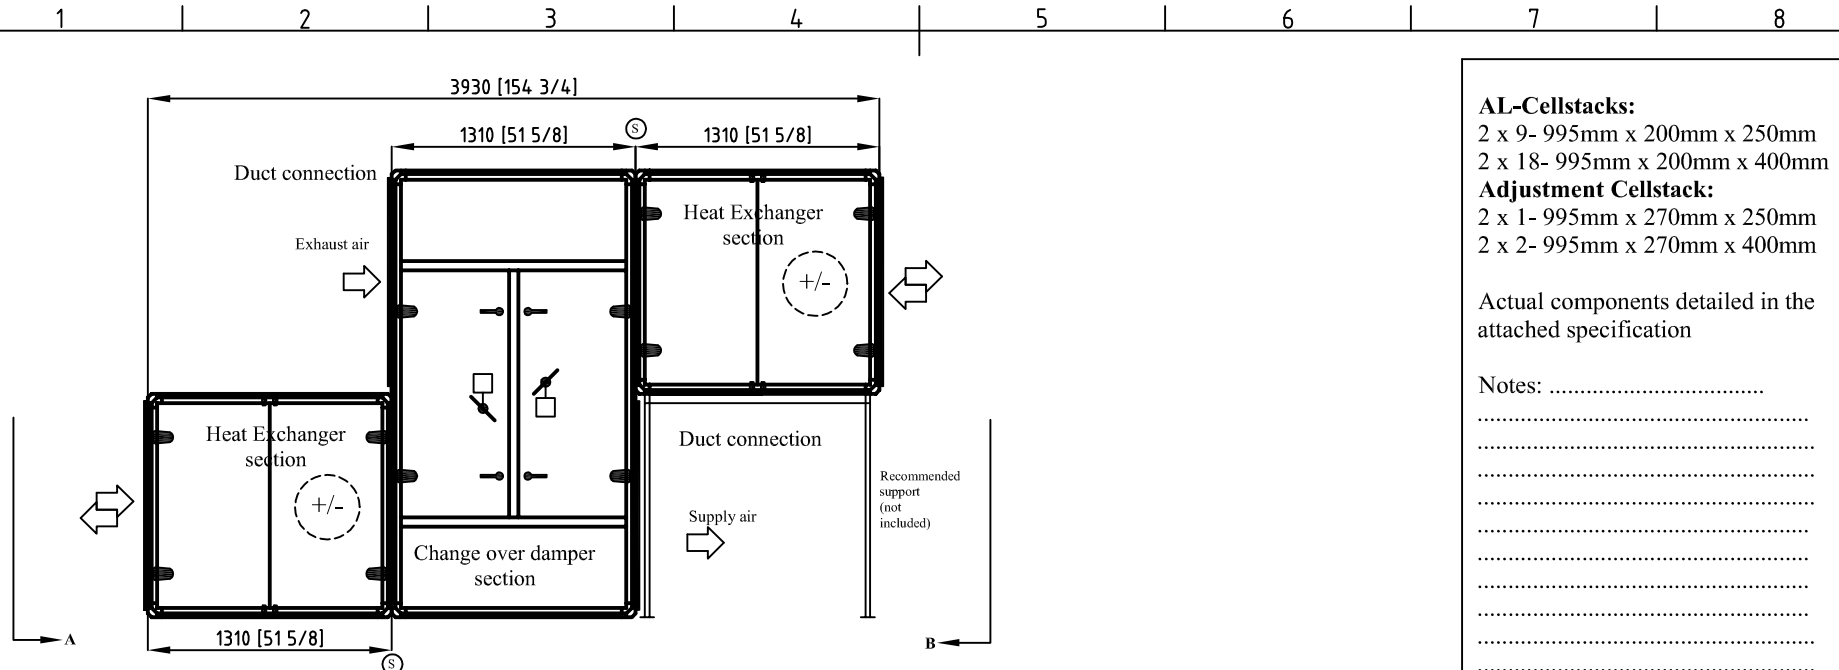 1 2 3 4 5 6 7 8
3930 [154 3/4]
1310 [51 5/8]
S
1310 [51 5/8]
Duct connection
Exhaust air
Heat Exchanger
section
+/-
Heat Exchanger
section
+/-
Change over damper
section
Duct connection
Supply air
Recommended
support
(not
included)
A
B
1310 [51 5/8]
S
AL-Cellstacks:
2 x 9- 995mm x 200mm x 250mm
2 x 18- 995mm x 200mm x 400mm
Adjustment Cellstack:
2 x 1- 995mm x 270mm x 250mm
2 x 2- 995mm x 270mm x 400mm
Actual components detailed in the
attached specification
Notes: ....................................